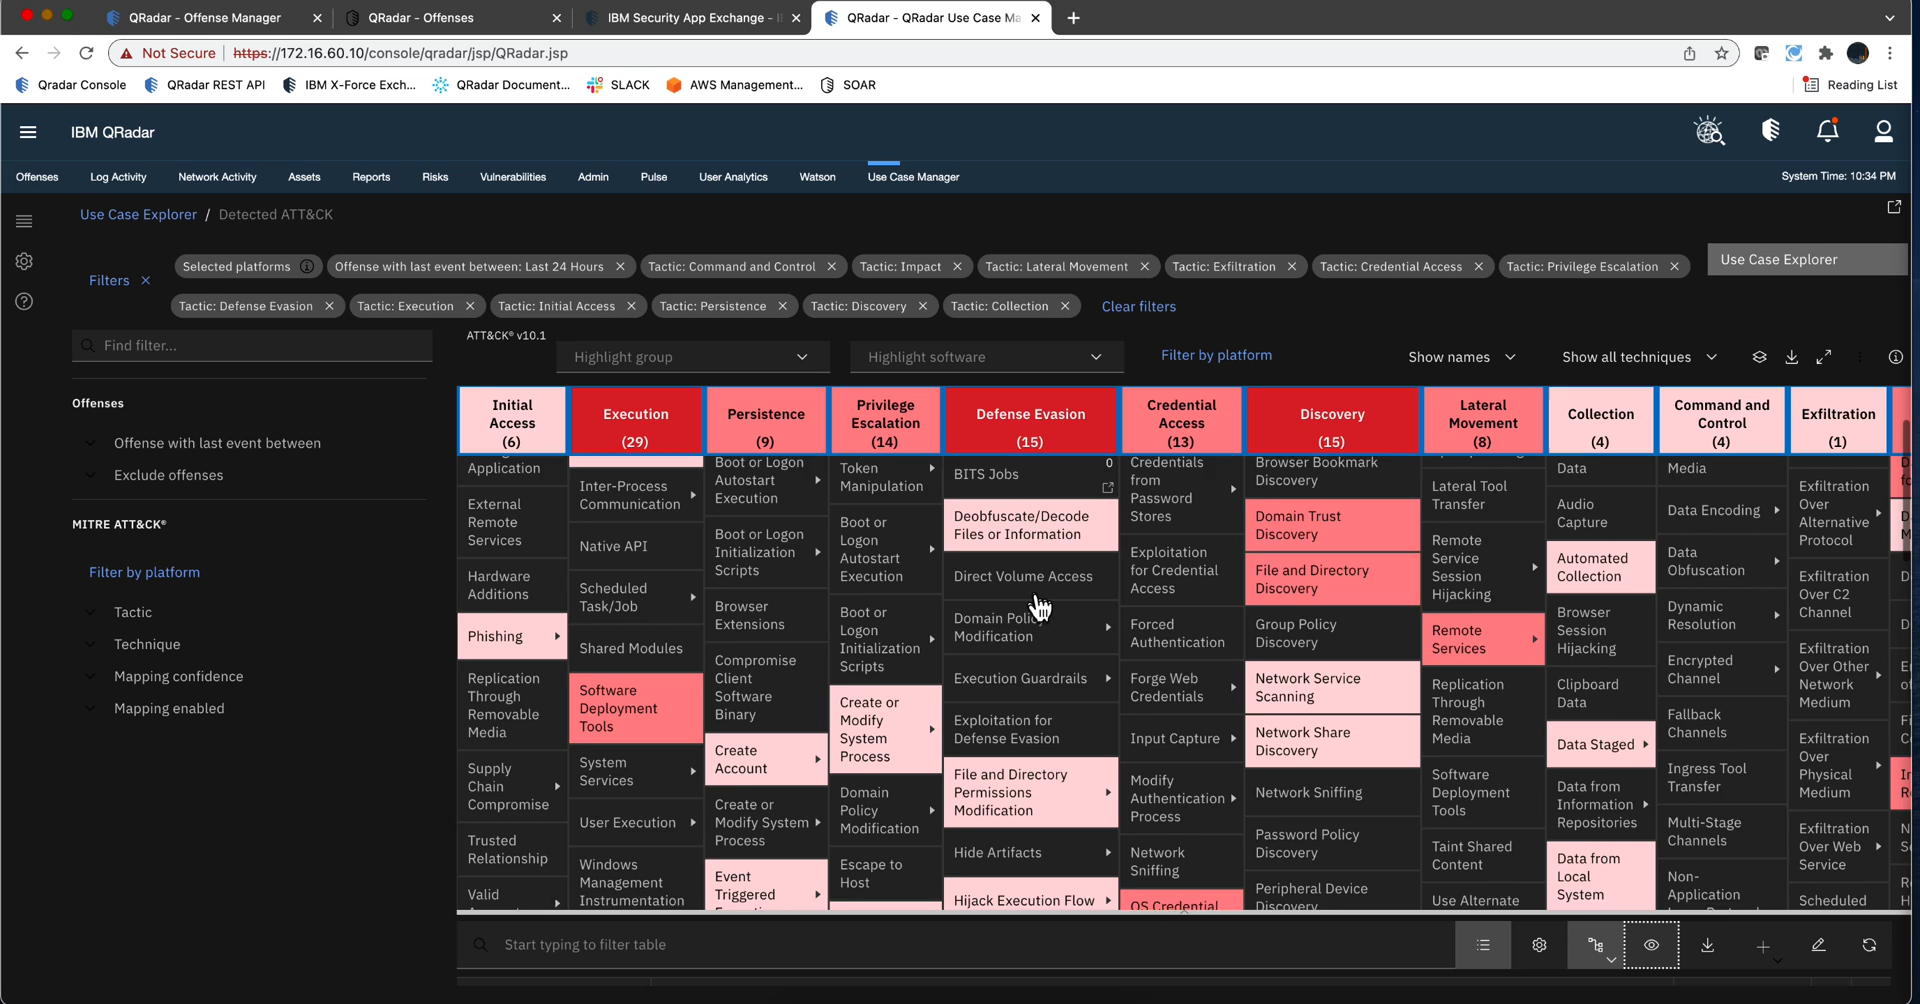 QRadar - Offense Manager
QRadar - Offenses
IBM Security App Exchange - I
QRadar - QRadar Use Case Ma
Not Secure https://172.16.60.10/console/qradar/jsp/QRadar.jsp
Qradar Console
QRadar REST API
IBM X-Force Exch...
QRadar Document...
SLACK
AWS Management...
SOAR
Reading List
IBM QRadar
Offenses
Log Activity
Network Activity
Assets
Reports
Risks
Vulnerabilities
Admin
Pulse
User Analytics
Watson
Use Case Manager
System Time: 10:34 PM
Use Case Explorer / Detected ATT&CK
Filters
Selected platforms
Offense with last event between: Last 24 Hours
Tactic: Command and Control
Tactic: Impact
Tactic: Lateral Movement
Tactic: Exfiltration
Tactic: Credential Access
Tactic: Privilege Escalation
Use Case Explorer
Tactic: Defense Evasion
Tactic: Execution
Tactic: Initial Access
Tactic: Persistence
Tactic: Discovery
Tactic: Collection
Clear filters
Find filter...
Offenses
Offense with last event between
Exclude offenses
MITRE ATT&CK®
Filter by platform
Tactic
Technique
Mapping confidence
Mapping enabled
ATT&CK® v10.1
Highlight group
Highlight software
Filter by platform
Show names
Show all techniques
Initial
Access
(6)
Application
External
Remote
Services
Hardware
Additions
Phishing
Replication
Through
Removable
Media
Supply
Chain
Compromise
Trusted
Relationship
Valid
Execution
(29)
Inter-Process
Communication
Native API
Scheduled
Task/Job
Shared Modules
Software
Deployment
Tools
System
Services
User Execution
Windows
Management
Instrumentation
Persistence
(9)
Boot or Logon
Autostart
Execution
Boot or Logon
Initialization
Scripts
Browser
Extensions
Compromise
Client
Software
Binary
Create
Account
Create or
Modify System
Process
Event
Triggered
Privilege
Escalation
(14)
Token
Manipulation
Boot or
Logon
Autostart
Execution
Boot or
Logon
Initialization
Scripts
Create or
Modify
System
Process
Domain
Policy
Modification
Escape to
Host
Defense Evasion
(15)
BITS Jobs
0
Deobfuscate/Decode
Files or Information
Direct Volume Access
Domain Policy
Modification
Execution Guardrails
Exploitation for
Defense Evasion
File and Directory
Permissions
Modification
Hide Artifacts
Hijack Execution Flow
Credential
Access
(13)
Credentials
from
Password
Stores
Exploitation
for Credential
Access
Forced
Authentication
Forge Web
Credentials
Input Capture
Modify
Authentication
Process
Network
Sniffing
OS Credential
Discovery
(15)
Browser Bookmark
Discovery
Domain Trust
Discovery
File and Directory
Discovery
Group Policy
Discovery
Network Service
Scanning
Network Share
Discovery
Network Sniffing
Password Policy
Discovery
Peripheral Device
Discovery
Lateral
Movement
(8)
Lateral Tool
Transfer
Remote
Service
Session
Hijacking
Remote
Services
Replication
Through
Removable
Media
Software
Deployment
Tools
Taint Shared
Content
Use Alternate
Collection
(4)
Data
Audio
Capture
Automated
Collection
Browser
Session
Hijacking
Clipboard
Data
Data Staged
Data from
Information
Repositories
Data from
Local
System
Command and
Control
(4)
Media
Data Encoding
Data
Obfuscation
Dynamic
Resolution
Encrypted
Channel
Fallback
Channels
Ingress Tool
Transfer
Multi-Stage
Channels
Non-
Application
Exfiltration
(1)
Exfiltration
Over
Alternative
Protocol
Exfiltration
Over C2
Channel
Exfiltration
Over Other
Network
Medium
Exfiltration
Over
Physical
Medium
Exfiltration
Over Web
Service
Scheduled
Start typing to filter table